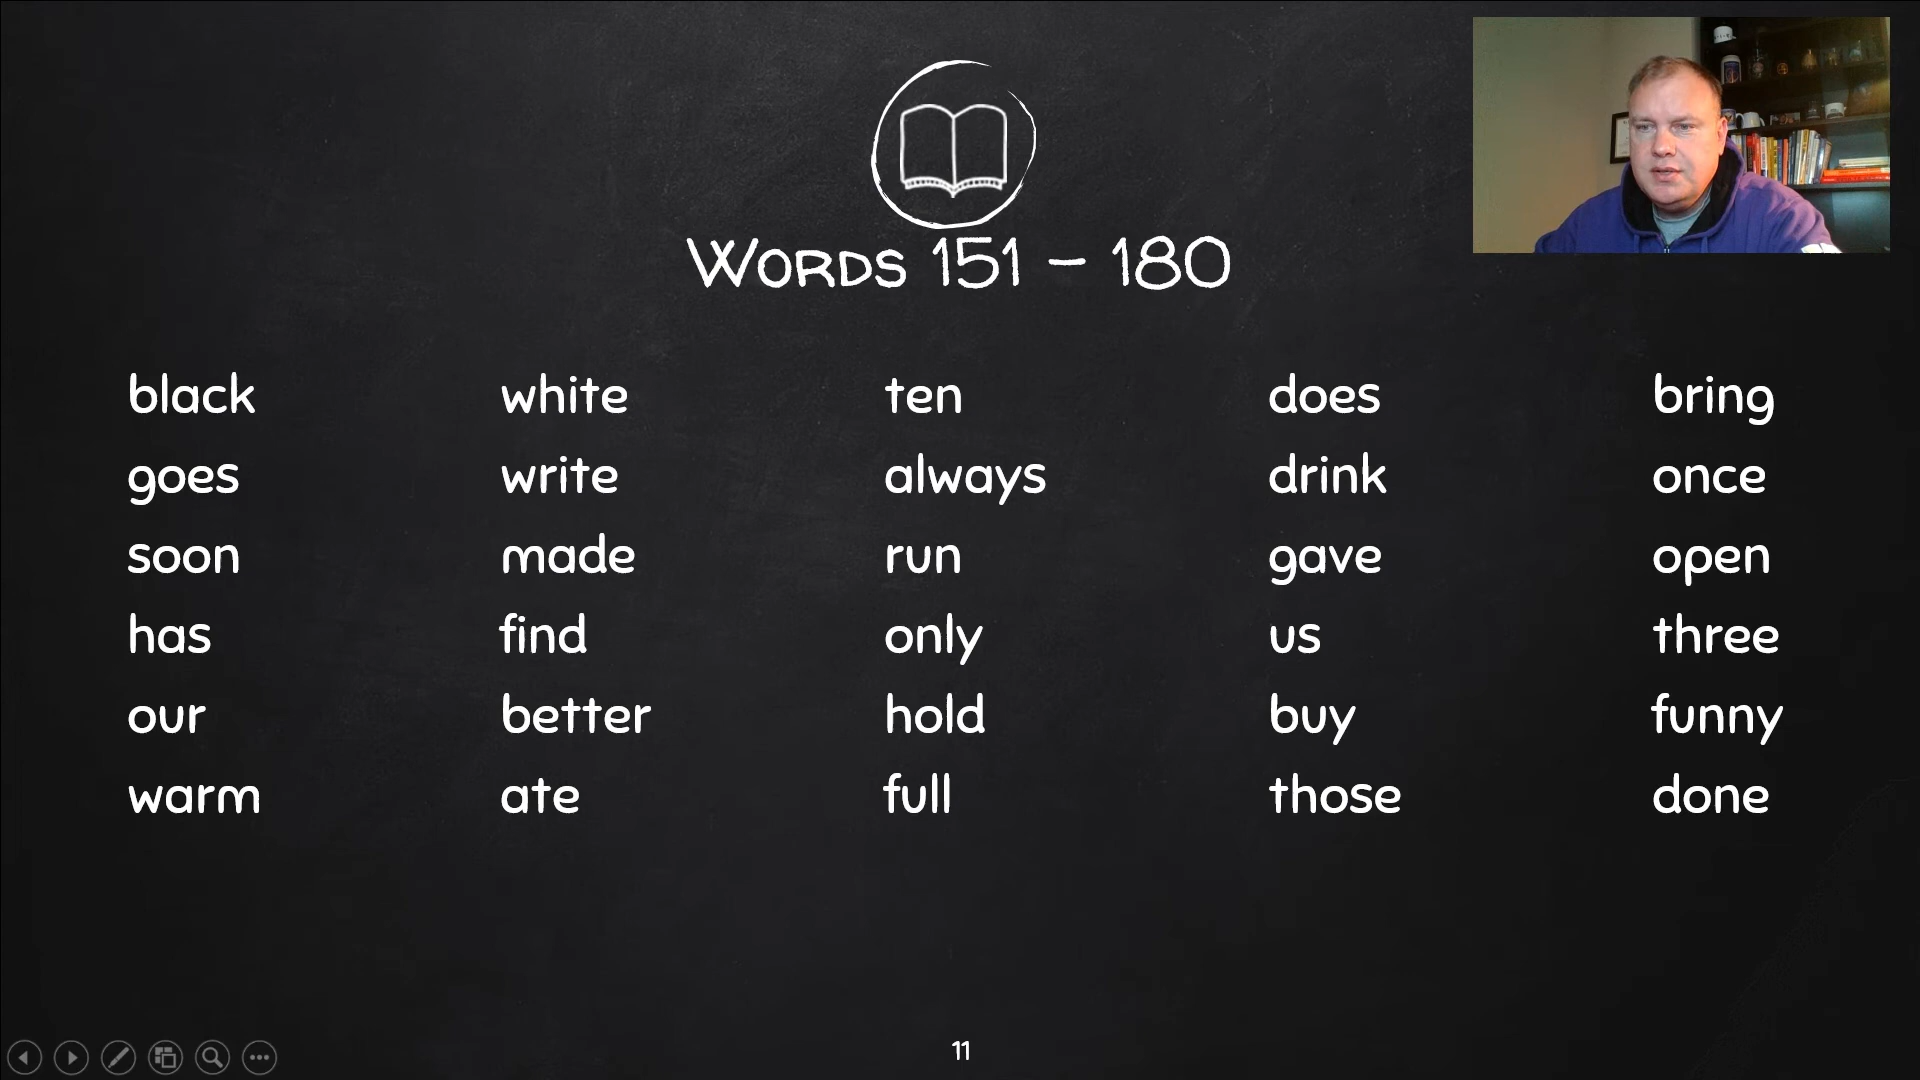 Words 151 – 180
black white ten does bring
goes write always drink once
soon made run gave open
has find only us three
our better hold buy funny
warm ate full those done
11